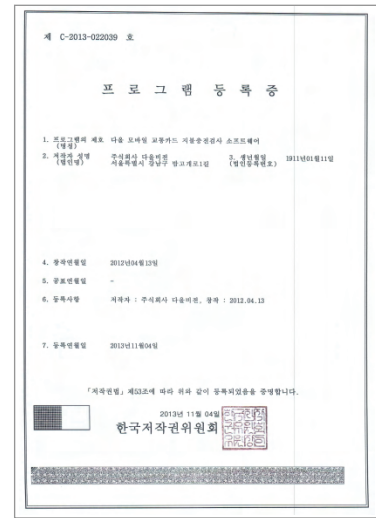 제 C-2013-022039 호
프 로 그 램 등 록 증
1. 프로그램의 제호 다울 모바일 교통카드 지불승전검사 소프트웨어
(명칭)
2. 저작자 성명 주식회사 다울비전 3. 생년월일 1911년01월11일
(법인명) 서울특별시 강남구 밤고개로1길 (법인등록번호)
4. 창작연월일 2012년04월13일
5. 공표연월일 -
6. 등록사항 저작자 : 주식회사 다울비전, 창작 : 2012.04.13
7. 등록연월일 2013년11월04일
「저작권법」 제53조에 따라 위와 같이 등록되었음을 증명합니다.
2013년 11월 04일
한국저작권위원회